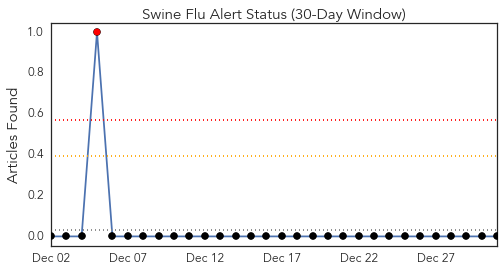 Swine Flu Alert Status (30-Day Window)
Articles Found
1.0
0.8
0.6
0.4
0.2
0.0
Dec 02 Dec 07 Dec 12 Dec 17 Dec 22 Dec 27